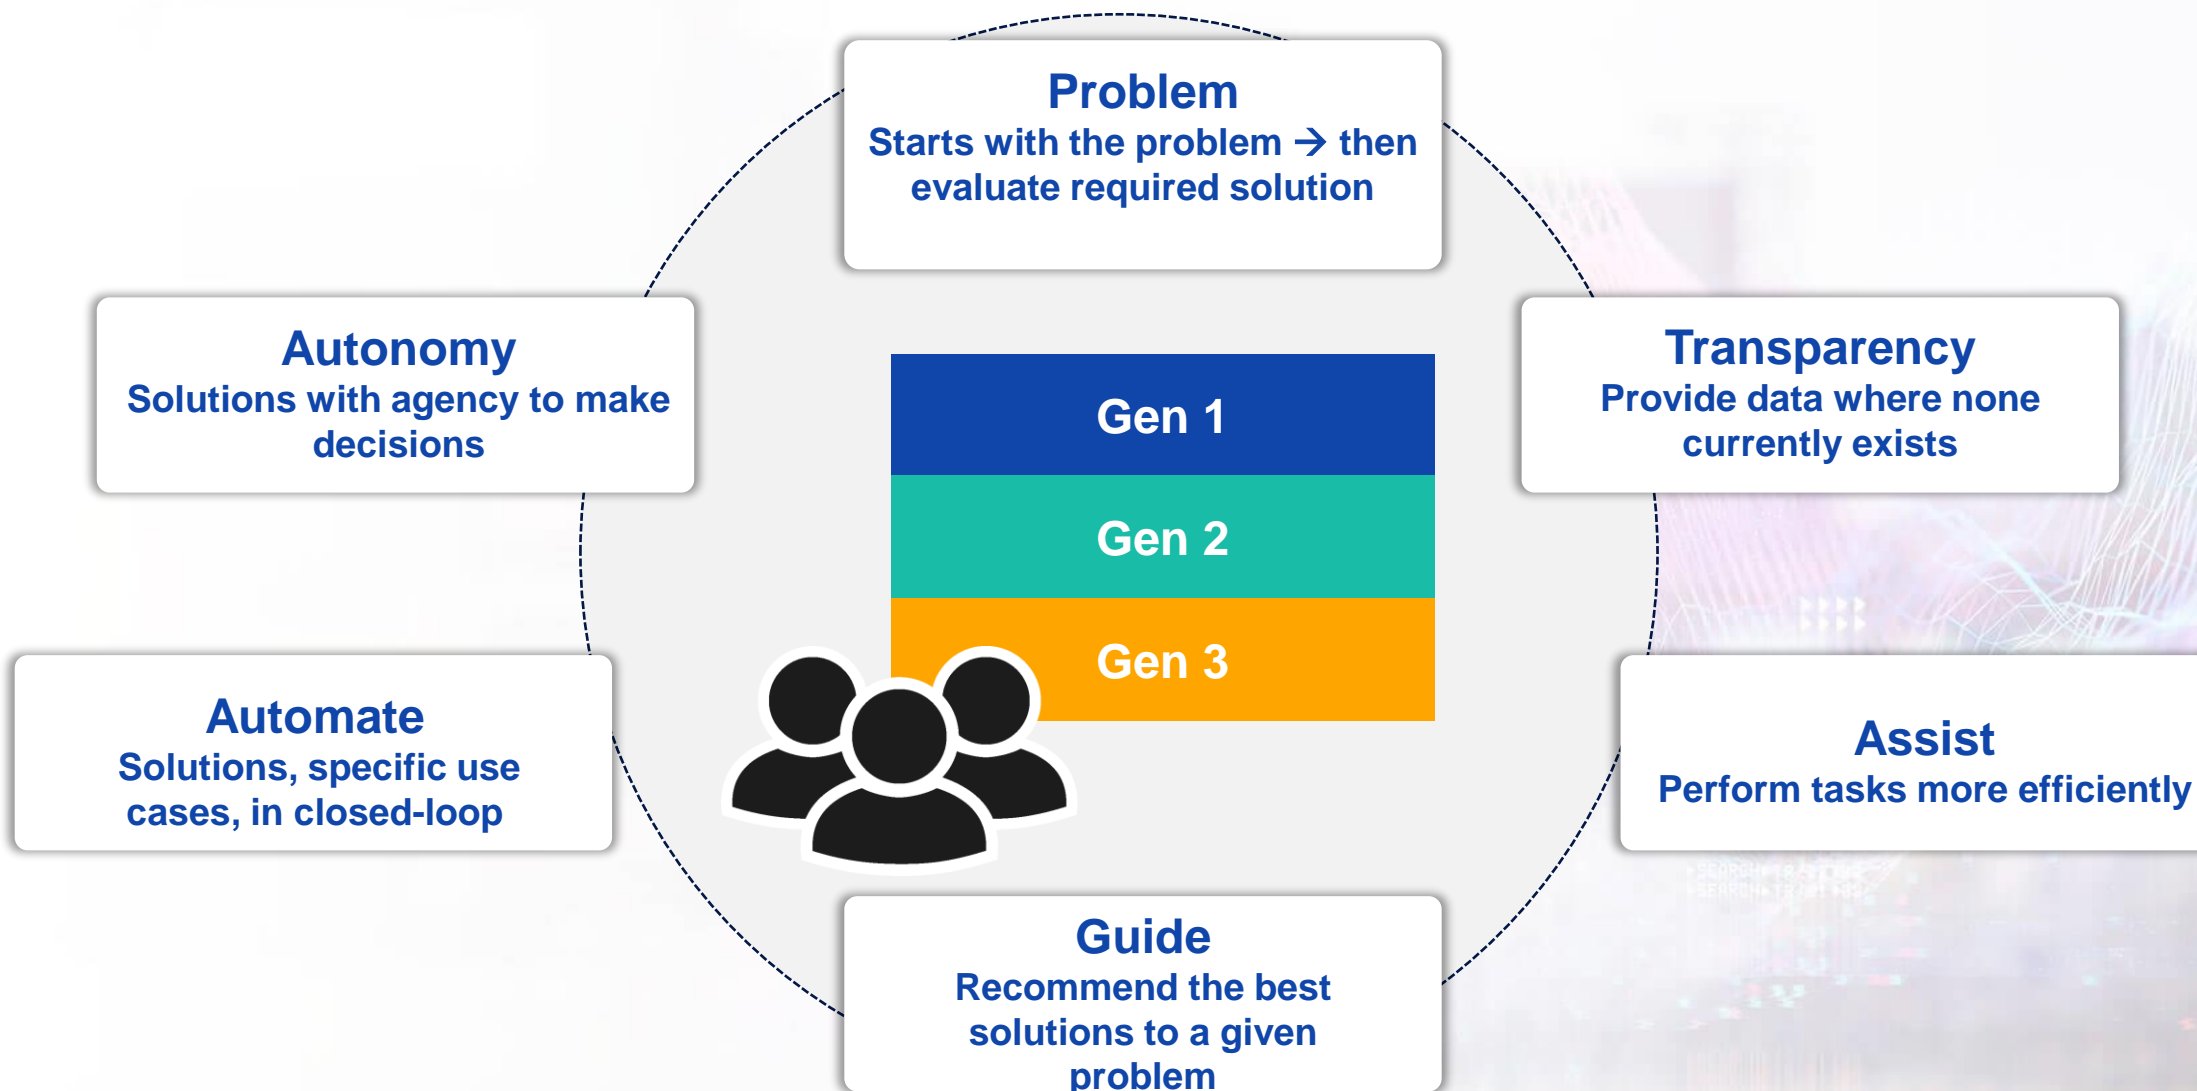 Problem
Starts with the problem → then
evaluate required solution
Autonomy
Solutions with agency to make
decisions
Transparency
Provide data where none
currently exists
Gen 1
Gen 2
Gen 3
Automate
Solutions, specific use
cases, in closed-loop
Assist
Perform tasks more efficiently
Guide
Recommend the best
solutions to a given
problem